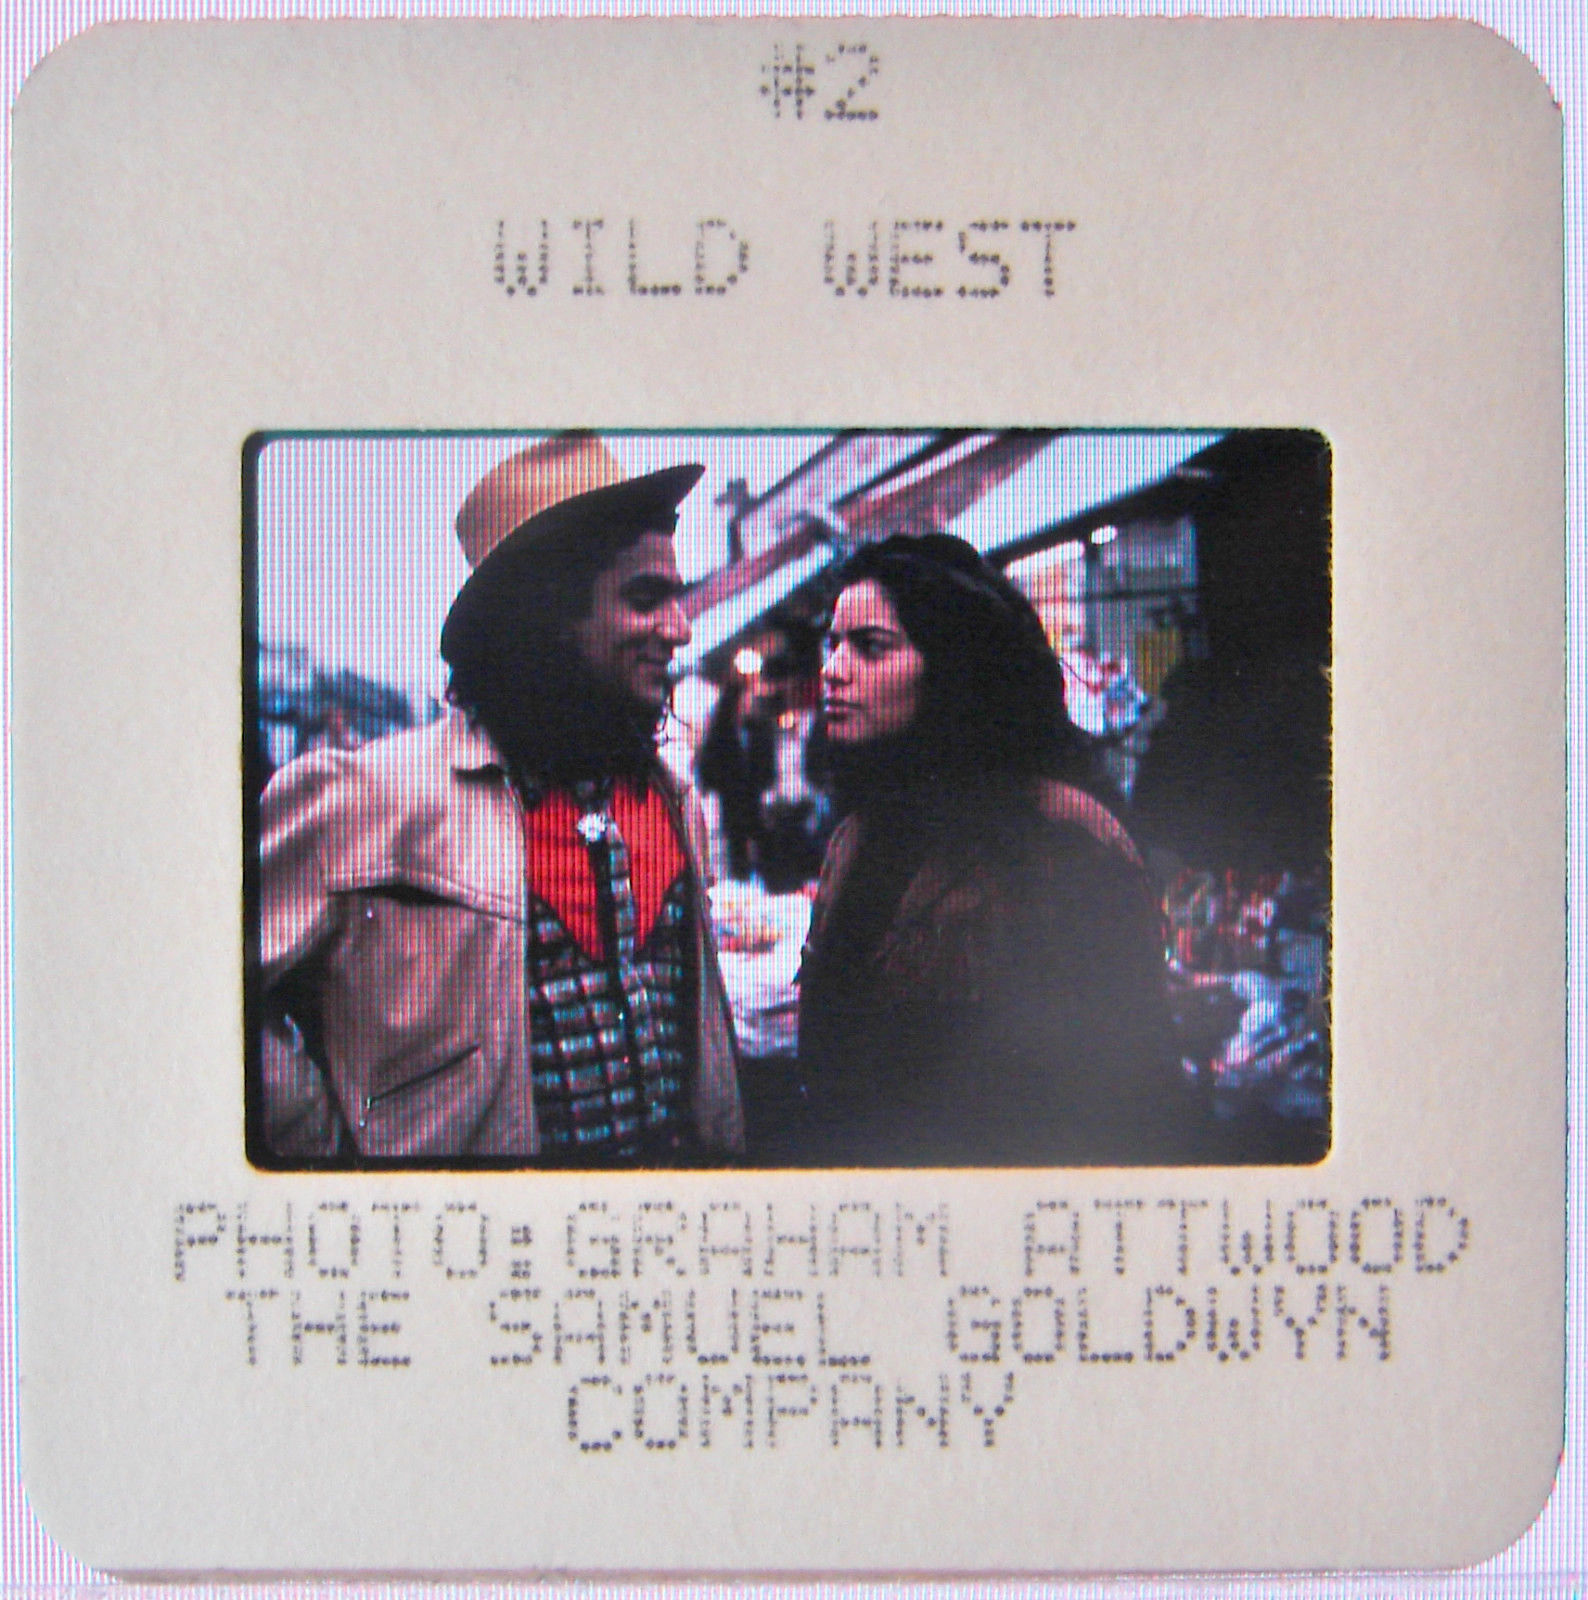 #2
WILD WEST
PHOTO:GRAHAM ATTWOOD
THE SAMUEL GOLDWYN
COMPANY